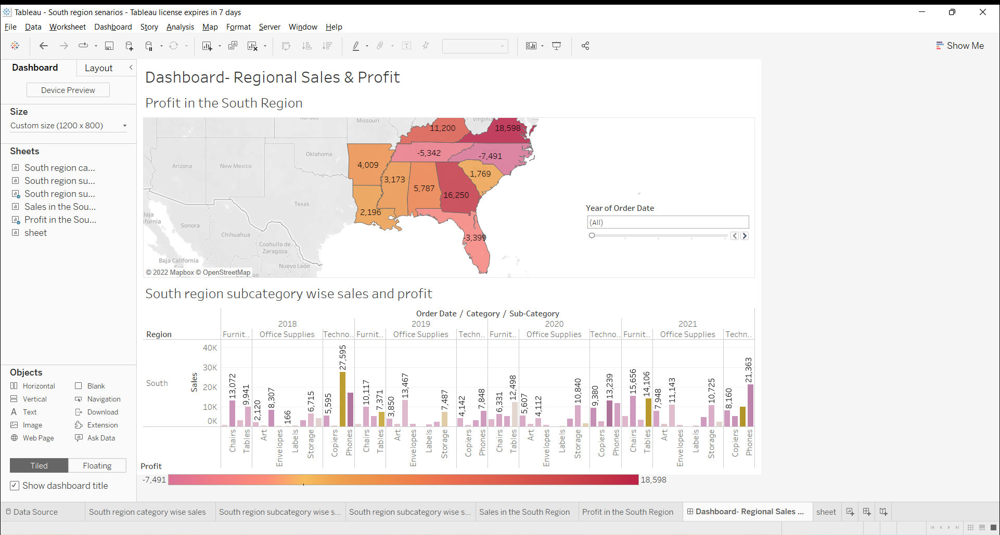 Tableau - South region senarios - Tableau license expires in 7 days
File Data Worksheet Dashboard Story Analysis Map Format Server Window Help
Show Me
Dashboard Layout
Device Preview
Size
Custom size (1200 x 800)
Sheets
South region ca...
South region su...
South region su...
Sales in the Sou...
Profit in the Sou...
sheet
Objects
Horizontal Blank
Vertical Navigation
Text Download
Image Extension
Web Page Ask Data
Tiled Floating
Show dashboard title
Dashboard- Regional Sales & Profit
Profit in the South Region
Missouri
11,200
18,598
Oklahoma
-5,342
-7,491
Arizona
New Mexico
4,009
3,173
1,769
5,787
16,250
Texas
2,196
Sonora
Chihuahua
-3,399
Coahuila de
Zaragoza
Baja California
Nuevo León
© 2022 Mapbox © OpenStreetMap
Year of Order Date
(All)
South region subcategory wise sales and profit
Order Date / Category / Sub-Category
2018 2019 2020 2021
Region Furnit.. Office Supplies Techno.. Furnit.. Office Supplies Techn.. Furnit.. Office Supplies Techno.. Furnit.. Office Supplies Techn..
South
Sales
40K
30K
20K
10K
0K
13,072 9,941 2,120 8,307 166 6,715 5,595 27,595 10,117 7,371 3,850 13,467 7,487 4,142 7,848 6,331 12,498 5,607 4,112 10,840 9,380 13,239 15,656 14,106 7,948 11,143 10,725 8,160 21,363
Chairs Tables Art Envelopes Labels Storage Copiers Phones Chairs Tables Art Envelopes Labels Storage Copiers Phones Chairs Tables Art Envelopes Labels Storage Copiers Phones Chairs Tables Art Envelopes Labels Storage Copiers Phones
Profit
-7,491 18,598
Data Source South region category wise sales South region subcategory wise s... South region subcategory wise s... Sales in the South Region Profit in the South Region Dashboard- Regional Sales ... sheet